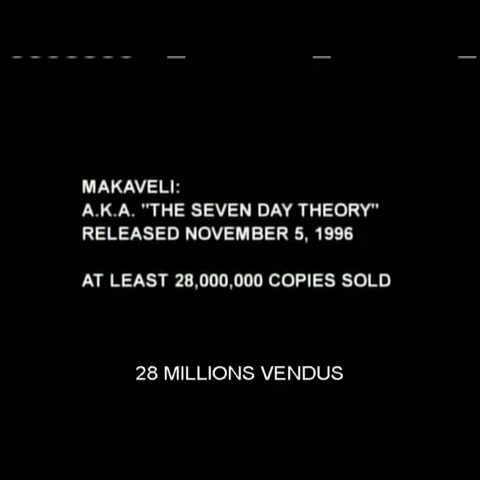 MAKAVELI:
A.K.A. "THE SEVEN DAY THEORY"
RELEASED NOVEMBER 5, 1996
AT LEAST 28,000,000 COPIES SOLD
28 MILLIONS VENDUS